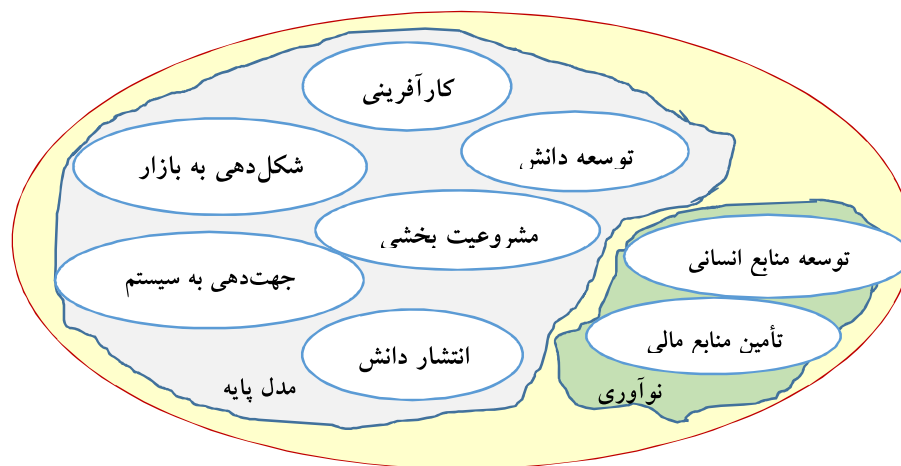 کارآفرینی
توسعه دانش
شکل‌دهی به بازار
مشروعیت بخشی
توسعه منابع انسانی
جهت‌دهی به سیستم
تأمین منابع مالی
انتشار دانش
مدل پایه
نوآوری